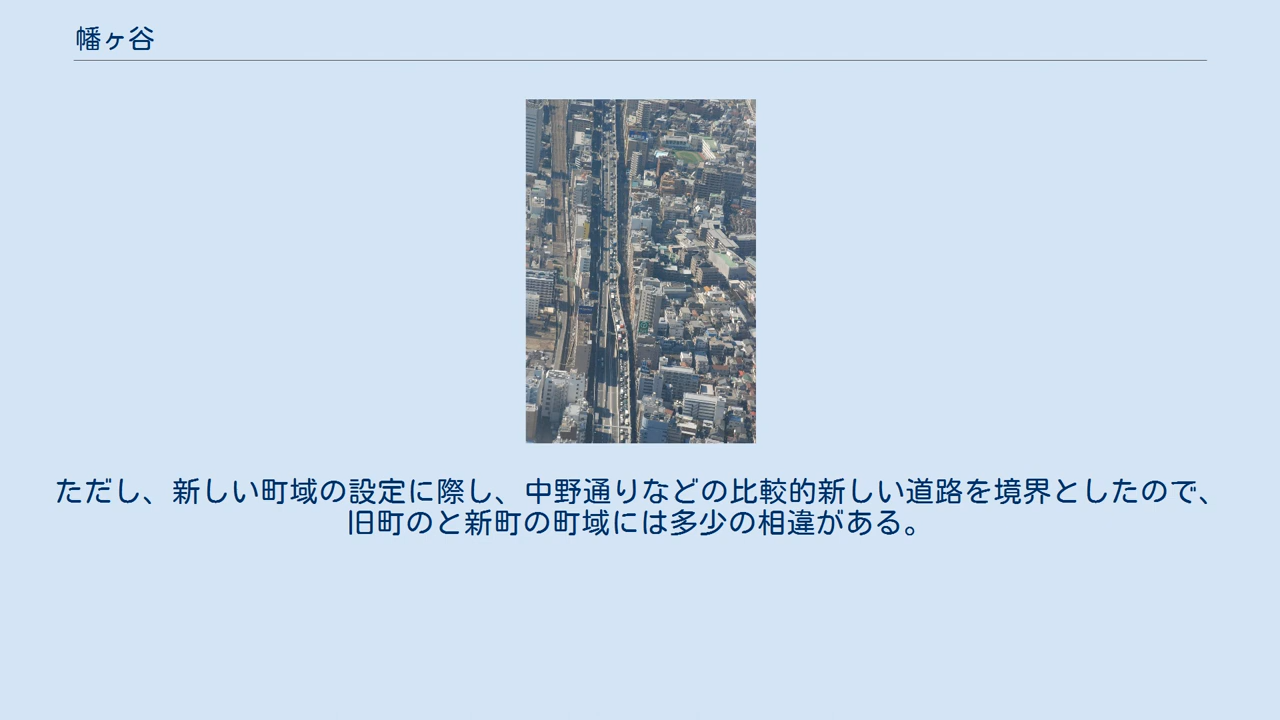 幡ヶ谷
ただし、新しい町域の設定に際し、中野通りなどの比較的新しい道路を境界としたので、
旧町のと新町の町域には多少の相違がある。